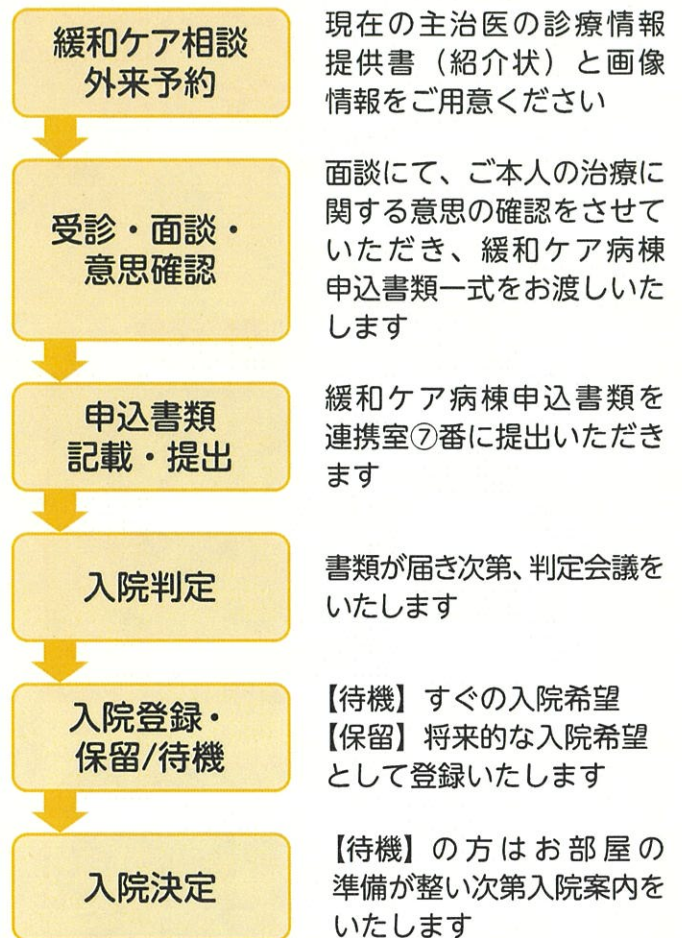 緩和ケア相談
外来予約
現在の主治医の診療情報
提供書（紹介状）と画像
情報をご用意ください
受診・面談・
意思確認
面談にて、ご本人の治療に
関する意思の確認をさせて
いただき、緩和ケア病棟
申込書類一式をお渡しいた
します
申込書類
記載・提出
緩和ケア病棟申込書類を
連携室⑦番に提出いただき
ます
入院判定
書類が届き次第、判定会議を
いたします
入院登録・
保留/待機
【待機】すぐの入院希望
【保留】将来的な入院希望
として登録いたします
入院決定
【待機】の方はお部屋の
準備が整い次第入院案内を
いたします